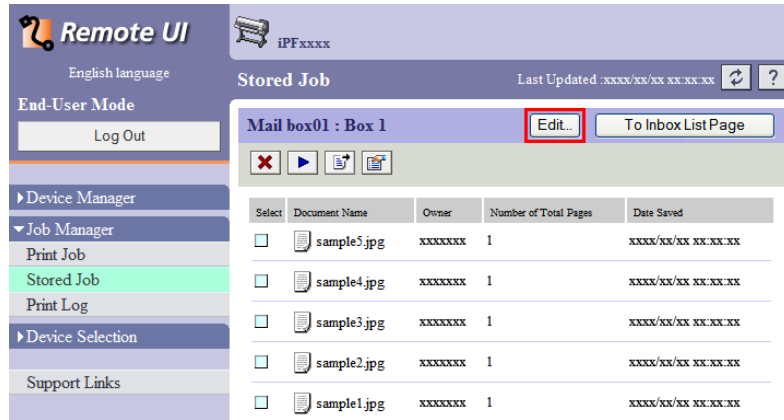 Remote UI
English language
End-User Mode
Log Out
Device Manager
Job Manager
Print Job
Stored Job
Print Log
Device Selection
Support Links
iPFxxxx
Stored Job Last Updated :xxxx/xx/xx xx:xx:xx ?
Mail box01 : Box 1 Edit... To Inbox List Page
Select Document Name Owner Number of Total Pages Date Saved
sample5.jpg xxxxxxx 1 xxxx/xx/xx xx:xx:xx
sample4.jpg xxxxxxx 1 xxxx/xx/xx xx:xx:xx
sample3.jpg xxxxxxx 1 xxxx/xx/xx xx:xx:xx
sample2.jpg xxxxxxx 1 xxxx/xx/xx xx:xx:xx
sample1.jpg xxxxxxx 1 xxxx/xx/xx xx:xx:xx